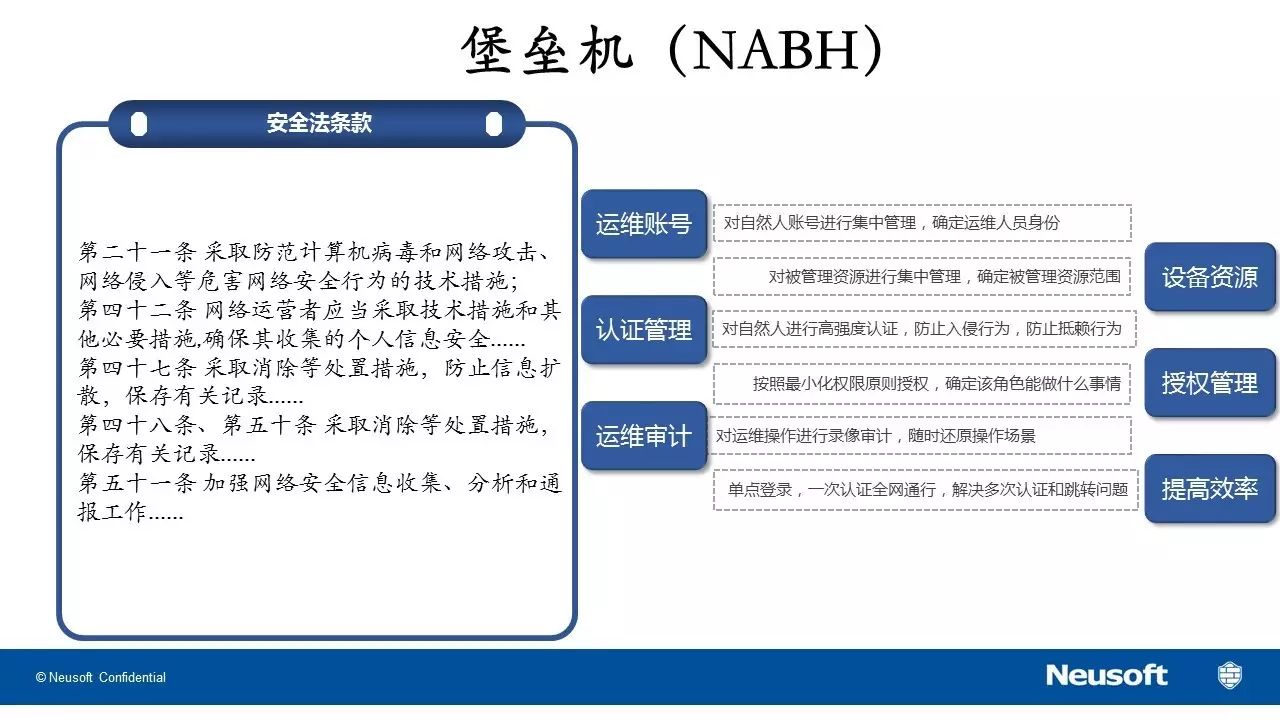 堡垒机（NABH）
安全法条款
第二十一条 采取防范计算机病毒和网络攻击、
网络侵入等危害网络安全行为的技术措施；
第四十二条 网络运营者应当采取技术措施和其
他必要措施,确保其收集的个人信息安全......
第四十七条 采取消除等处置措施，防止信息扩
散，保存有关记录......
第四十八条、第五十条 采取消除等处置措施，
保存有关记录......
第五十一条 加强网络安全信息收集、分析和通
报工作......
运维账号
对自然人账号进行集中管理，确定运维人员身份
对被管理资源进行集中管理，确定被管理资源范围
设备资源
认证管理
对自然人进行高强度认证，防止入侵行为，防止抵赖行为
按照最小化权限原则授权，确定该角色能做什么事情
授权管理
运维审计
对运维操作进行录像审计，随时还原操作场景
单点登录，一次认证全网通行，解决多次认证和跳转问题
提高效率
© Neusoft Confidential
Neusoft